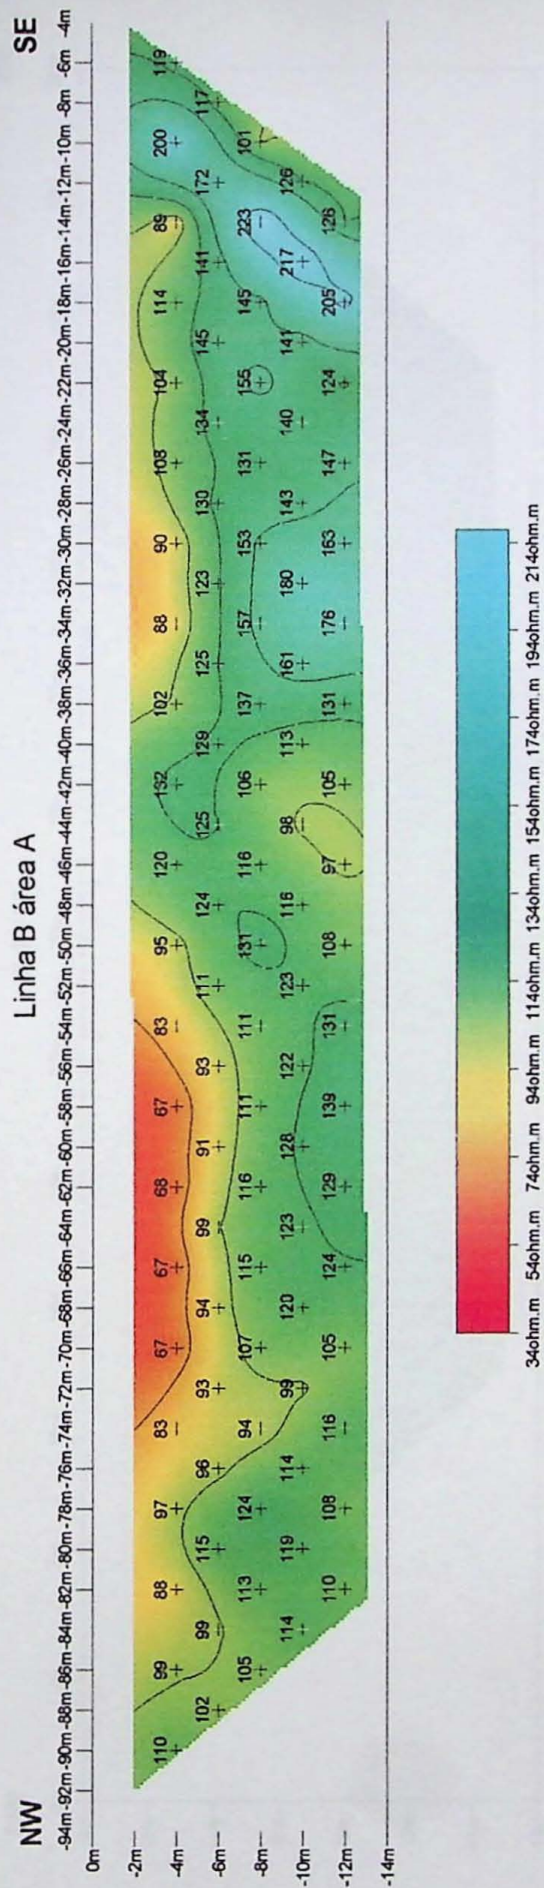 Linha B área A
NW SE
-94m -92m -90m -88m -86m -84m -82m -80m -78m -76m -74m -72m -70m -68m -66m -64m -62m -60m -58m -56m -54m -52m -50m -48m -46m -44m -42m -40m -38m -36m -34m -32m -30m -28m -26m -24m -22m -20m -18m -16m -14m -12m -10m -8m -6m -4m
0m
-2m
-4m 110 99 88 97 83 67 67 68 67 83 95 120 132 102 88 90 108 104 114 89 200 119
-6m 102 99 115 96 93 94 99 91 93 111 124 125 129 125 123 130 134 145 141 172 117
-8m 105 113 124 94 107 115 116 111 111 131 116 106 137 157 153 131 155 145 223 101
-10m 114 119 114 99 120 123 128 122 123 116 98 113 161 180 143 140 141 217 126
-12m 110 108 116 105 124 129 139 131 108 97 105 131 176 163 147 124 205 126
-14m
34ohm.m 54ohm.m 74ohm.m 94ohm.m 114ohm.m 134ohm.m 154ohm.m 174ohm.m 194ohm.m 214ohm.m